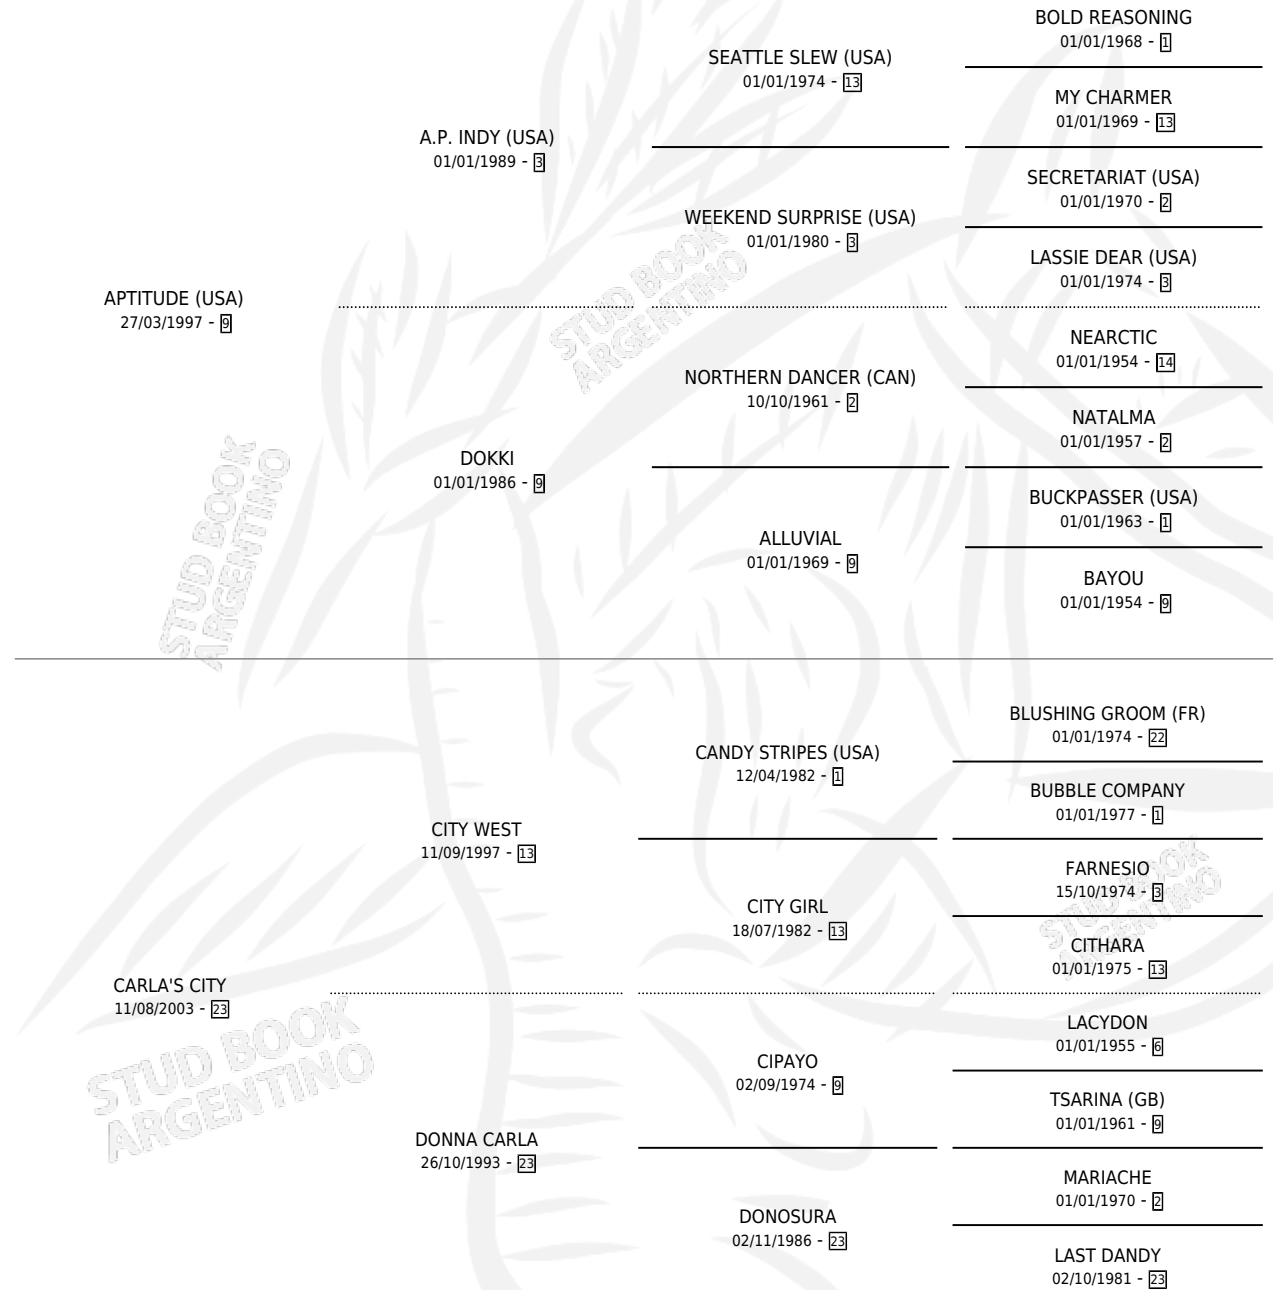 BOLD REASONING
01/01/1968 - 1
SEATTLE SLEW (USA)
01/01/1974 - 13
MY CHARMER
01/01/1969 - 13
A.P. INDY (USA)
01/01/1989 - 3
SECRETARIAT (USA)
01/01/1970 - 2
WEEKEND SURPRISE (USA)
01/01/1980 - 3
LASSIE DEAR (USA)
01/01/1974 - 3
APTITUDE (USA)
27/03/1997 - 9
STUD BOOK
ARGENTINO
NEARCTIC
01/01/1954 - 14
NORTHERN DANCER (CAN)
10/10/1961 - 2
NATALMA
01/01/1957 - 2
DOKKI
01/01/1986 - 9
BUCKPASSER (USA)
01/01/1963 - 1
ALLUVIAL
01/01/1969 - 9
BAYOU
01/01/1954 - 9
STUD BOOK
ARGENTINO
BLUSHING GROOM (FR)
01/01/1974 - 22
CANDY STRIPES (USA)
12/04/1982 - 1
BUBBLE COMPANY
01/01/1977 - 1
CITY WEST
11/09/1997 - 13
FARNESIO
15/10/1974 - 3
CITY GIRL
18/07/1982 - 13
STUD BOOK
ARGENTINO
CITHARA
01/01/1975 - 13
CARLA'S CITY
11/08/2003 - 23
LACYDON
01/01/1955 - 6
CIPAYO
02/09/1974 - 9
STUD BOOK
ARGENTINO
TSARINA (GB)
01/01/1961 - 9
DONNA CARLA
26/10/1993 - 23
MARIACHE
01/01/1970 - 2
DONOSURA
02/11/1986 - 23
LAST DANDY
02/10/1981 - 23